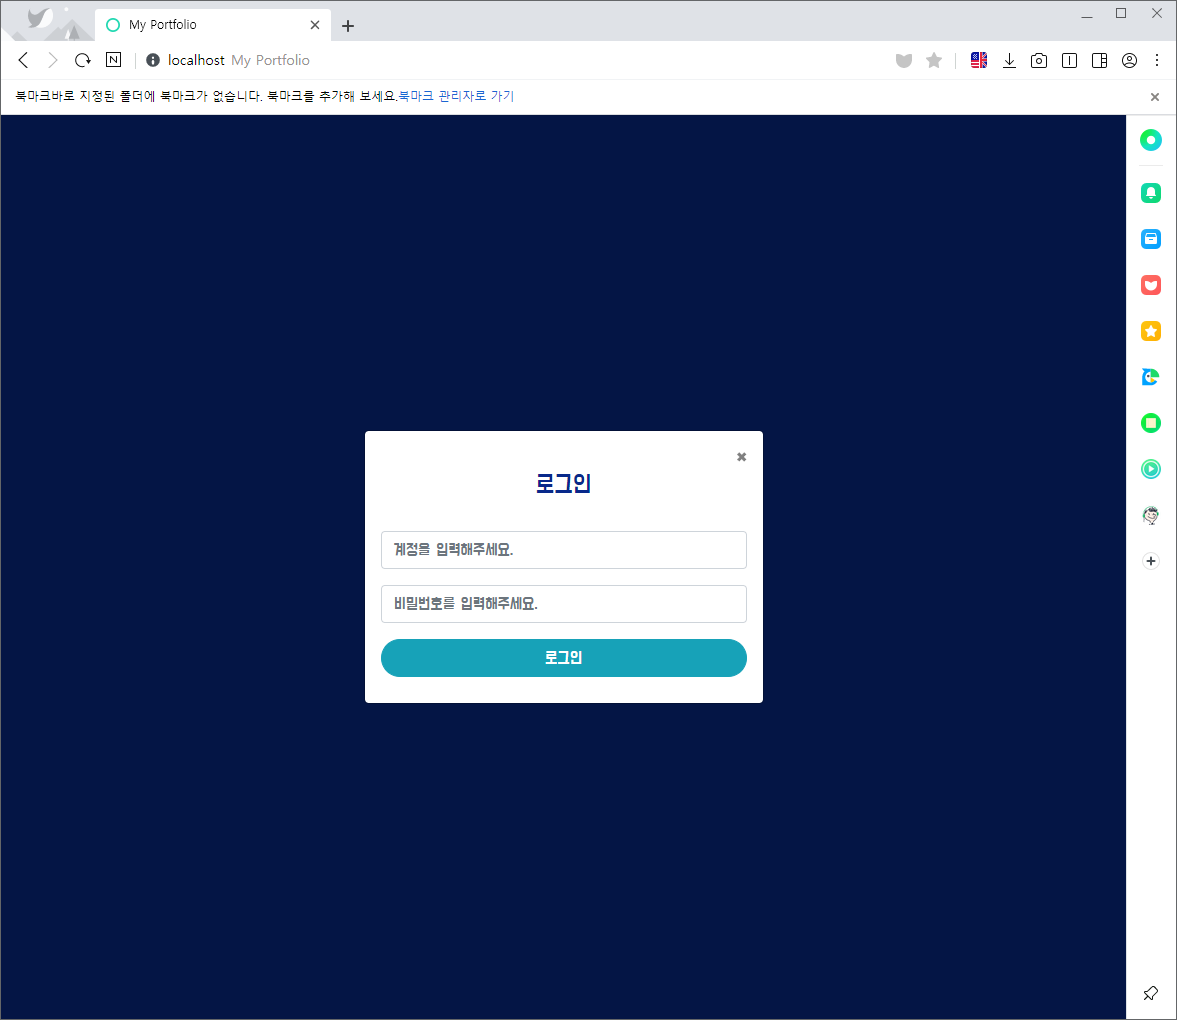 My Portfolio
N
localhost My Portfolio
북마크바로 지정된 폴더에 북마크가 없습니다. 북마크를 추가해 보세요.북마크 관리자로 가기
로그인
계정을 입력해주세요.
비밀번호를 입력해주세요.
로그인